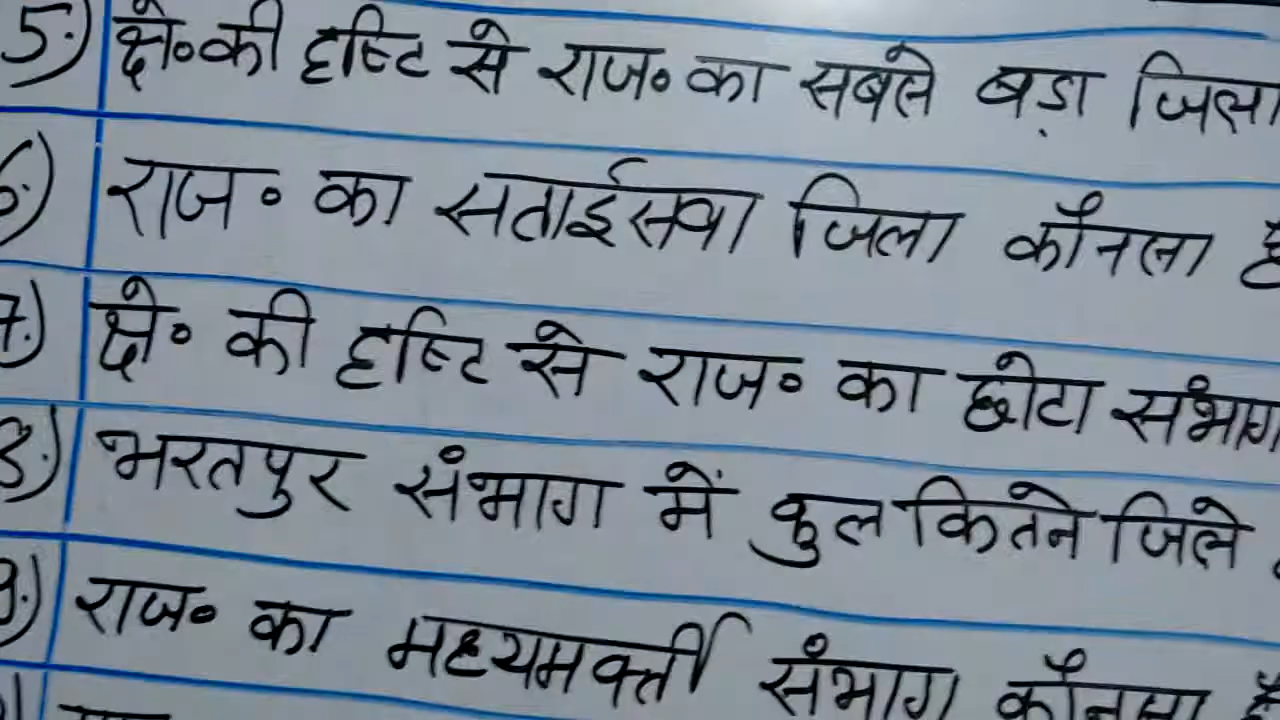 5.) क्षे॰ की दृष्टि से राज॰ का सबसे बड़ा जिला
6.) राज॰ का सताईसवा जिला कौनसा है
7.) क्षे॰ की दृष्टि से राज॰ का छोटा संभाग
8.) भरतपुर संभाग में कुल कितने जिले
9.) राज॰ का मध्यमवर्त्ती संभाग कौनसा है